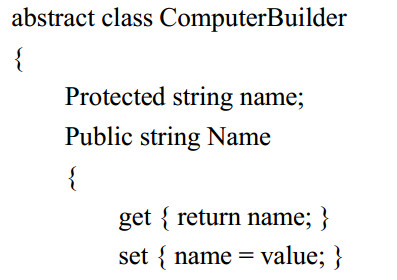 abstract class ComputerBuilder
{
Protected string name;
Public string Name
{
get { return name; }
set { name = value; }